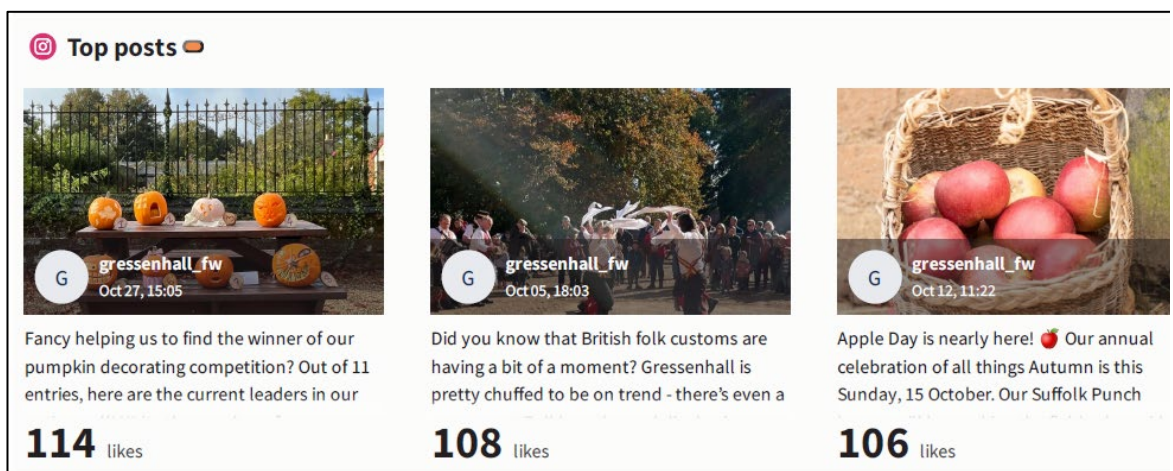 Top posts
G
gressenhall_fw
Oct 27, 15:05
Fancy helping us to find the winner of our
pumpkin decorating competition? Out of 11
entries, here are the current leaders in our
114 likes
G
gressenhall_fw
Oct 05, 18:03
Did you know that British folk customs are
having a bit of a moment? Gressenhall is
pretty chuffed to be on trend - there's even a
108 likes
G
gressenhall_fw
Oct 12, 11:22
Apple Day is nearly here! 🍎 Our annual
celebration of all things Autumn is this
Sunday, 15 October. Our Suffolk Punch
106 likes